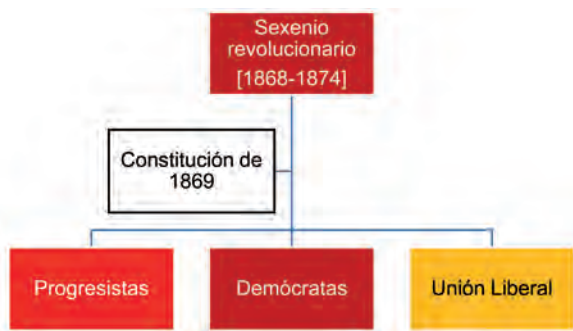 Sexenio
revolucionario
[1868-1874]
Constitución de
1869
Progresistas
Demócratas
Unión Liberal